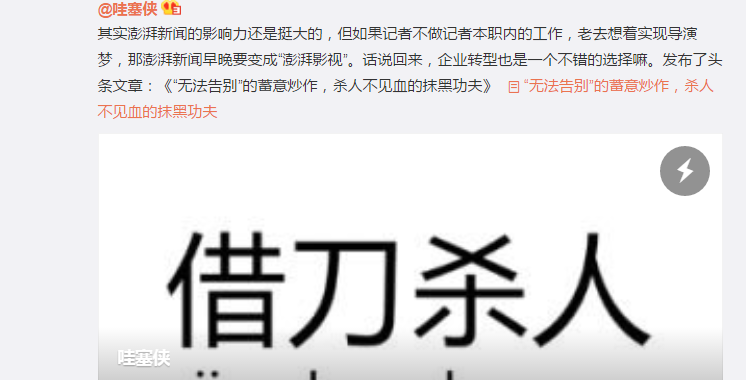 @哇塞侠
其实澎湃新闻的影响力还是挺大的，但如果记者不做记者本职内的工作，老去想着实现导演
梦，那澎湃新闻早晚要变成“澎湃影视”。话说回来，企业转型也是一个不错的选择嘛。发布了头
条文章：《“无法告别”的蓄意炒作，杀人不见血的抹黑功夫》 “无法告别”的蓄意炒作，杀人
不见血的抹黑功夫
借刀杀人
哇塞侠